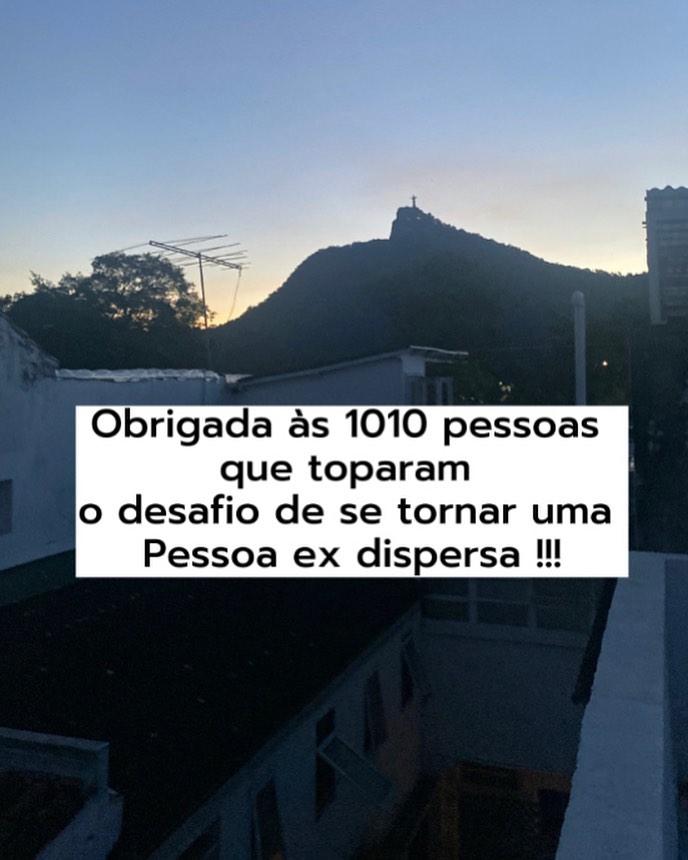 Obrigada às 1010 pessoas
que toparam
o desafio de se tornar uma
Pessoa ex dispersa !!!